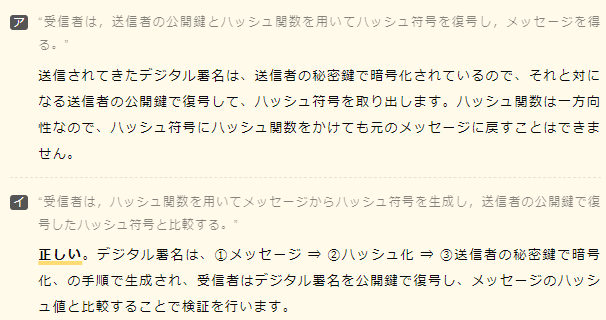 ア “受信者は，送信者の公開鍵とハッシュ関数を用いてハッシュ符号を復号し，メッセージを得
る。”
送信されてきたデジタル署名は、送信者の秘密鍵で暗号化されているので、それと対に
なる送信者の公開鍵で復号して、ハッシュ符号を取り出します。ハッシュ関数は一方向
性なので、ハッシュ符号にハッシュ関数をかけても元のメッセージに戻すことはできま
せん。
イ “受信者は，ハッシュ関数を用いてメッセージからハッシュ符号を生成し，送信者の公開鍵で復
号したハッシュ符号と比較する。”
正しい。デジタル署名は、①メッセージ ⇒ ②ハッシュ化 ⇒ ③送信者の秘密鍵で暗号
化、の手順で生成され、受信者はデジタル署名を公開鍵で復号し、メッセージのハッシ
ュ値と比較することで検証を行います。